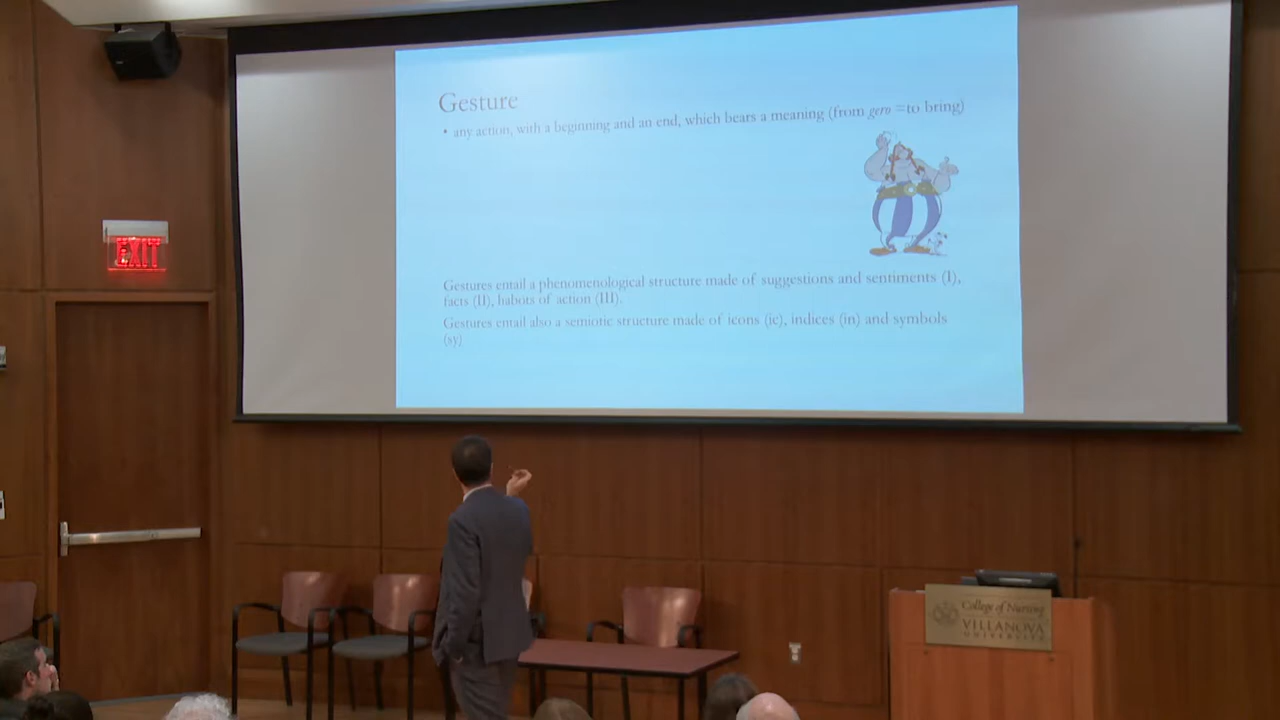 Gesture
• any action, with a beginning and an end, which bears a meaning (from gero =to bring)
Gestures entail a phenomenological structure made of suggestions and sentiments (I),
facts (II), habots of action (III).
Gestures entail also a semiotic structure made of icons (ic), indices (in) and symbols
(sy)
EXIT
College of Nursing
VILLANOVA
UNIVERSITY